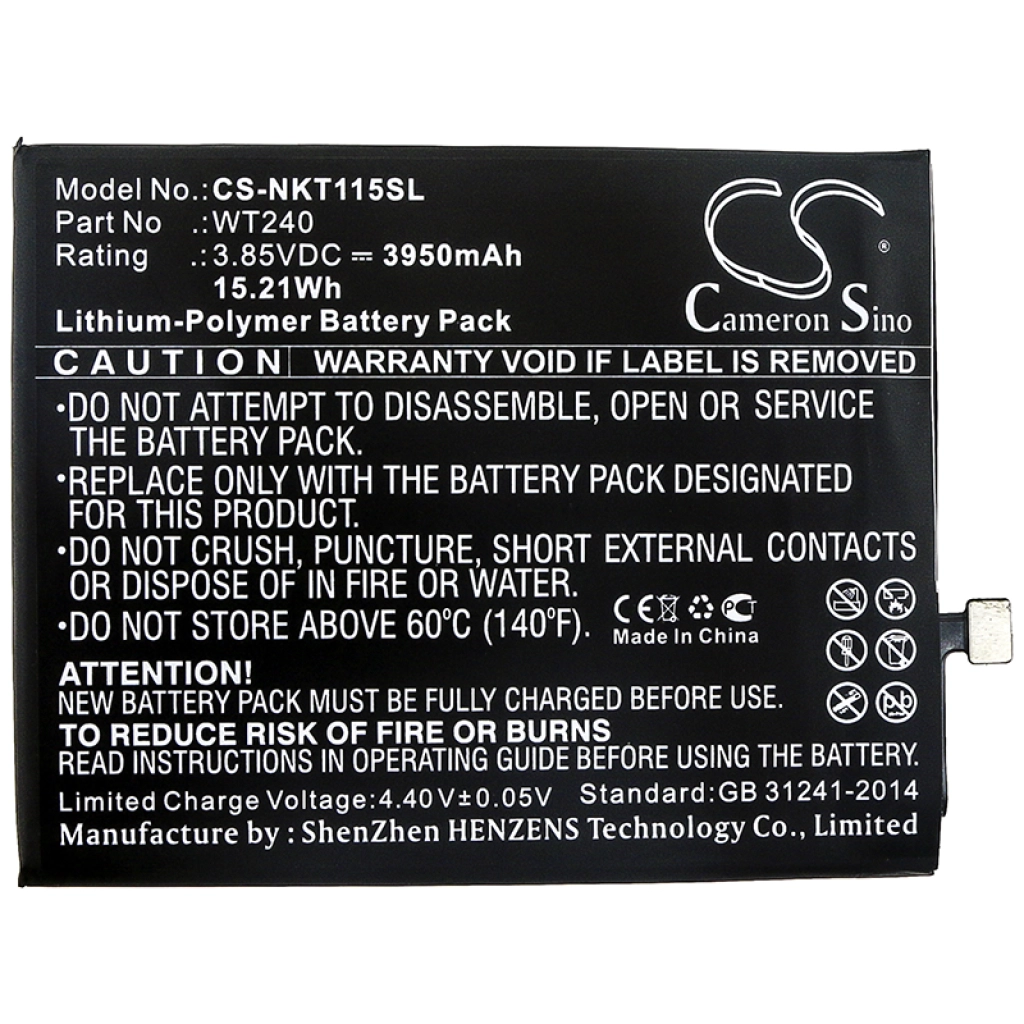 Model No.: CS-NKT115SL
Part No .: WT240
Rating .: 3.85VDC ⎓ 3950mAh
15.21Wh
Lithium-Polymer Battery Pack
CS ®
Cameron Sino
CAUTION WARRANTY VOID IF LABEL IS REMOVED
•DO NOT ATTEMPT TO DISASSEMBLE, OPEN OR SERVICE
THE BATTERY PACK.
•REPLACE ONLY WITH THE BATTERY PACK DESIGNATED
FOR THIS PRODUCT.
•DO NOT CRUSH, PUNCTURE, SHORT EXTERNAL CONTACTS
OR DISPOSE OF IN FIRE OR WATER.
•DO NOT STORE ABOVE 60°C (140°F).
CE PCT
Made In China
Pb
ATTENTION!
NEW BATTERY PACK MUST BE FULLY CHARGED BEFORE USE.
TO REDUCE RISK OF FIRE OR BURNS
READ INSTRUCTIONS IN OPERATING GUIDE BEFORE USING THE BATTERY.
Limited Charge Voltage:4.40V±0.05V Standard:GB 31241-2014
Manufacture by : ShenZhen HENZENS Technology Co., Limited